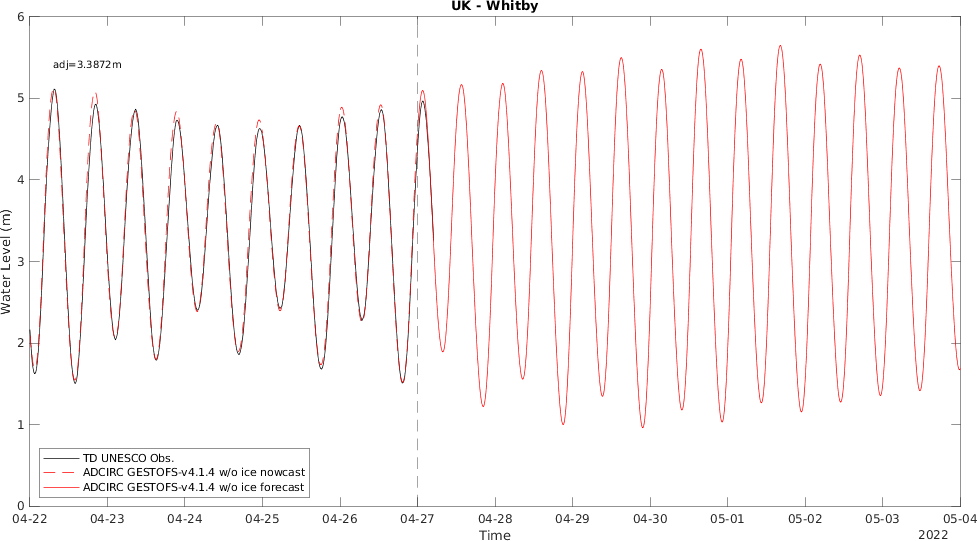 UK - Whitby
6
adj=3.3872m
5
4
3
2
1
0
Water Level (m)
TD UNESCO Obs.
ADCIRC GESTOFS-v4.1.4 w/o ice nowcast
ADCIRC GESTOFS-v4.1.4 w/o ice forecast
04-22 04-23 04-24 04-25 04-26 04-27 04-28 04-29 04-30 05-01 05-02 05-03 05-04
Time
2022